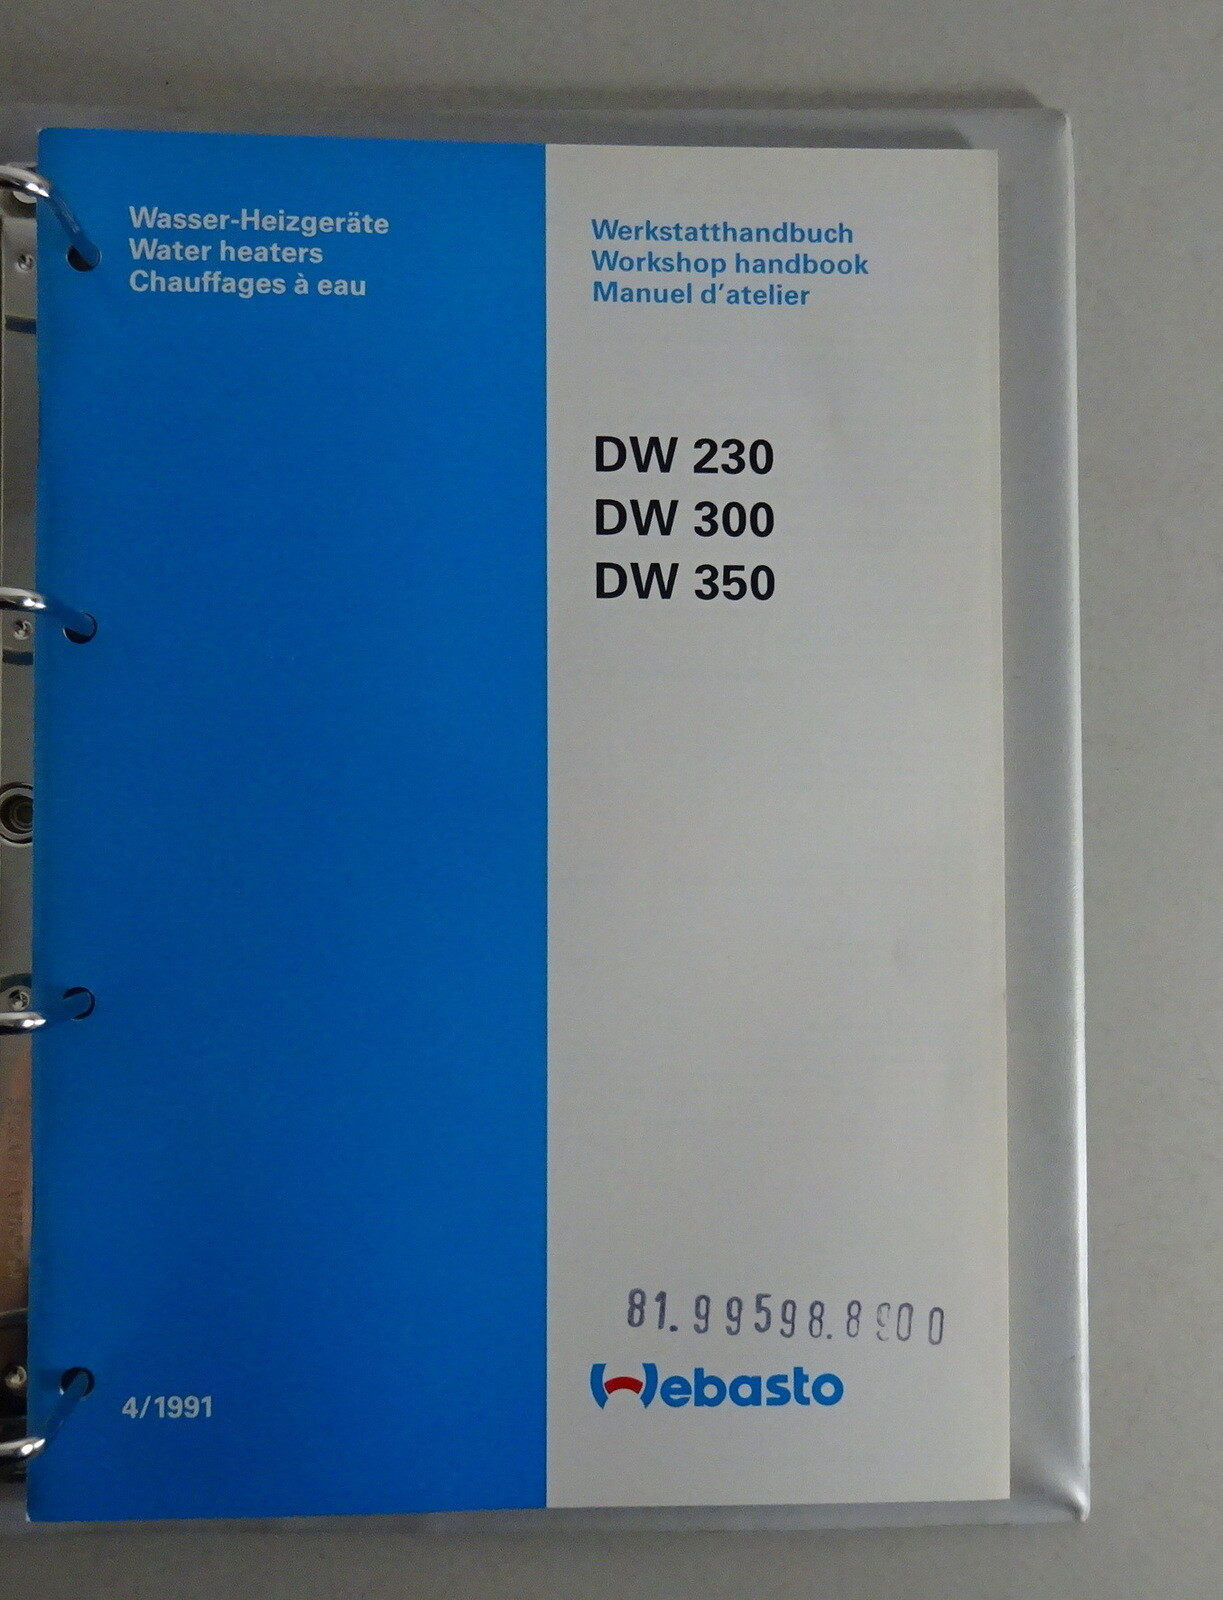 Wasser-Heizgeräte
Water heaters
Chauffages à eau
Werkstatthandbuch
Workshop handbook
Manuel d'atelier
DW 230
DW 300
DW 350
81.99598.8900
Webasto
4/1991